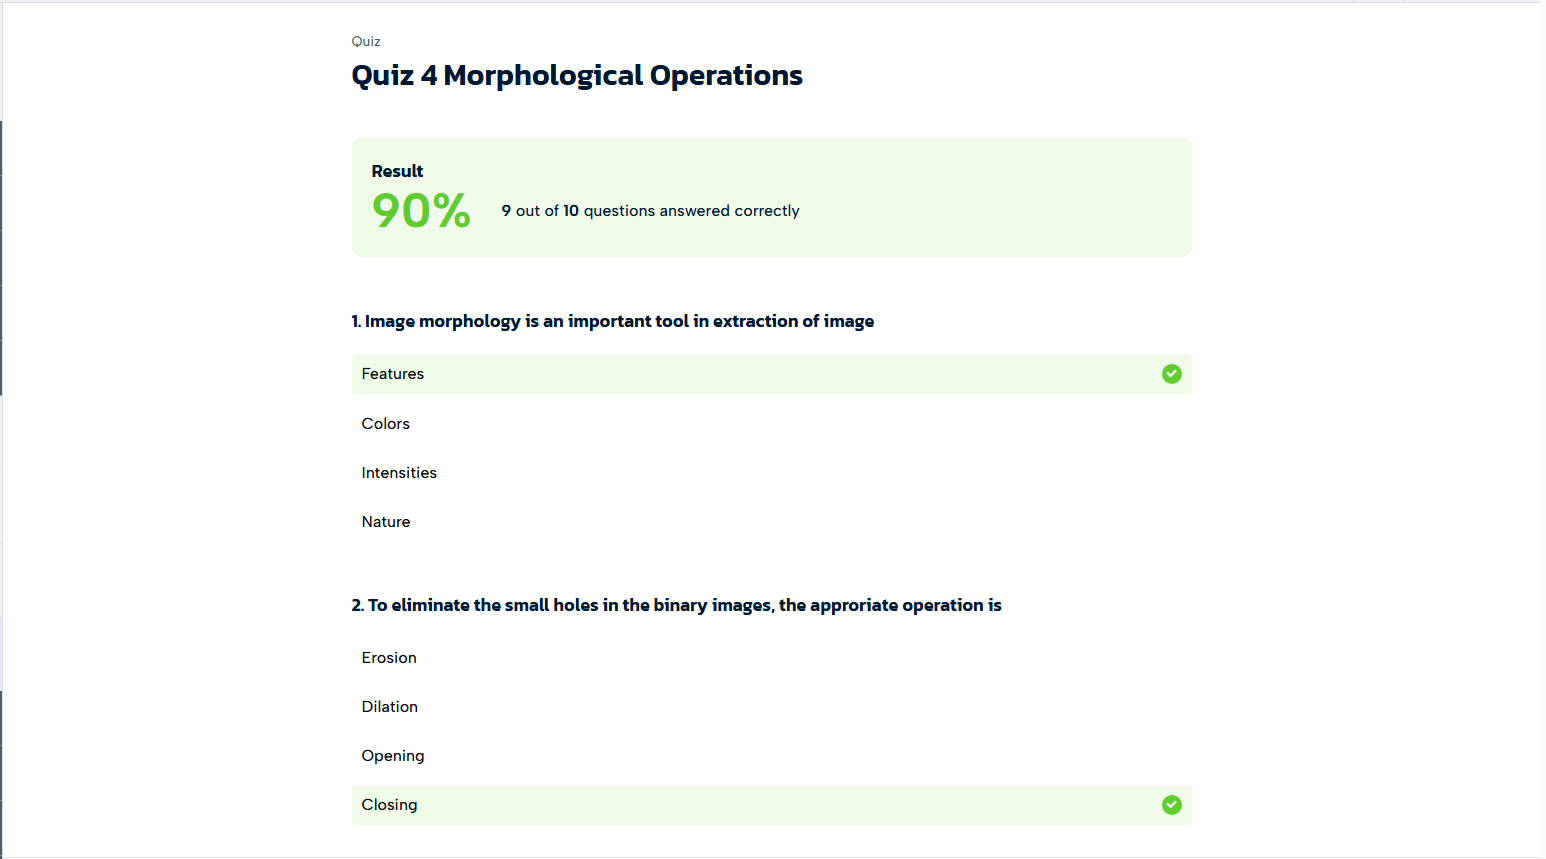 Quiz
Quiz 4 Morphological Operations
Result
90%
9 out of 10 questions answered correctly
1. Image morphology is an important tool in extraction of image
Features
Colors
Intensities
Nature
2. To eliminate the small holes in the binary images, the approriate operation is
Erosion
Dilation
Opening
Closing